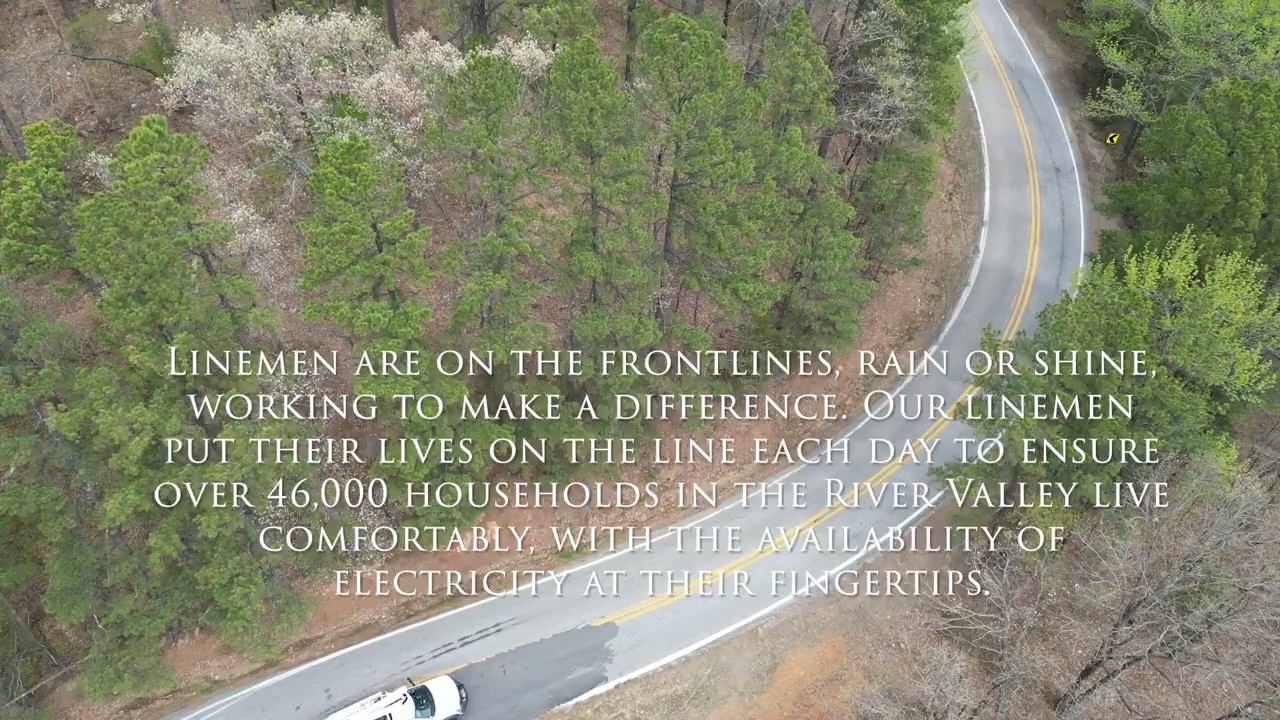 Linemen are on the frontlines, rain or shine,
working to make a difference. Our linemen
put their lives on the line each day to ensure
over 46,000 households in the River Valley live
comfortably, with the availability of
electricity at their fingertips.